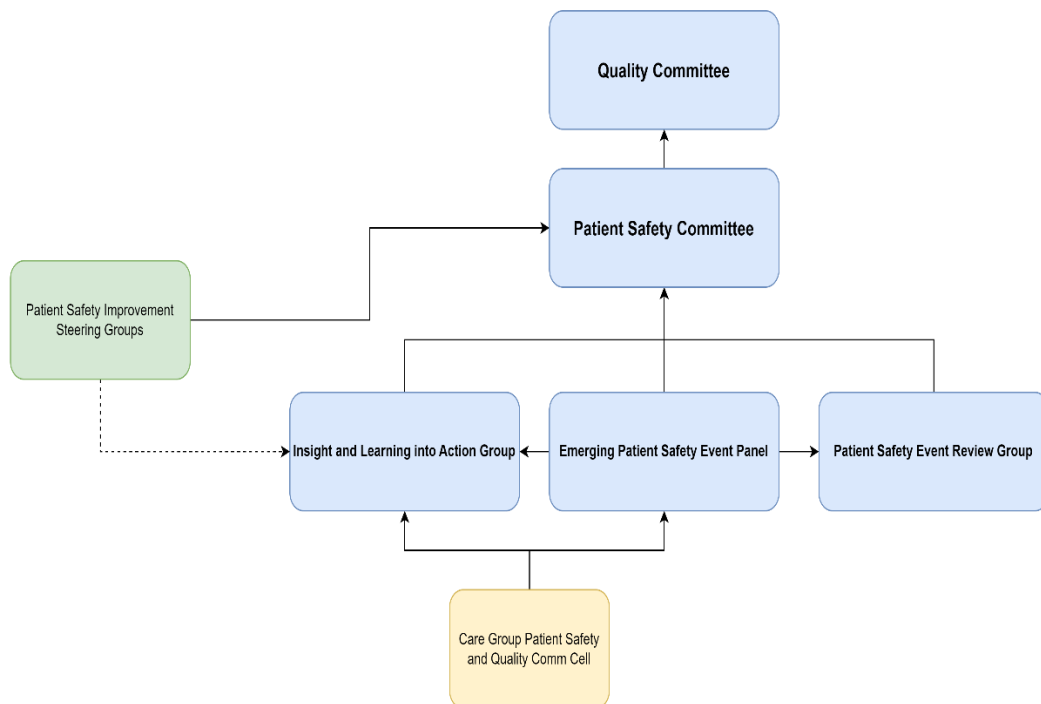 Quality Committee
Patient Safety Committee
Patient Safety Improvement
Steering Groups
Insight and Learning into Action Group
Emerging Patient Safety Event Panel
Patient Safety Event Review Group
Care Group Patient Safety
and Quality Comm Cell